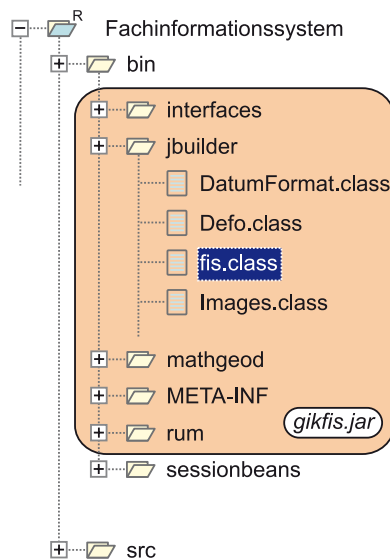 R
Fachinformationssystem
bin
interfaces
jbuilder
DatumFormat.class
Defo.class
fis.class
Images.class
mathgeod
META-INF
rum
gikfis.jar
sessionbeans
src